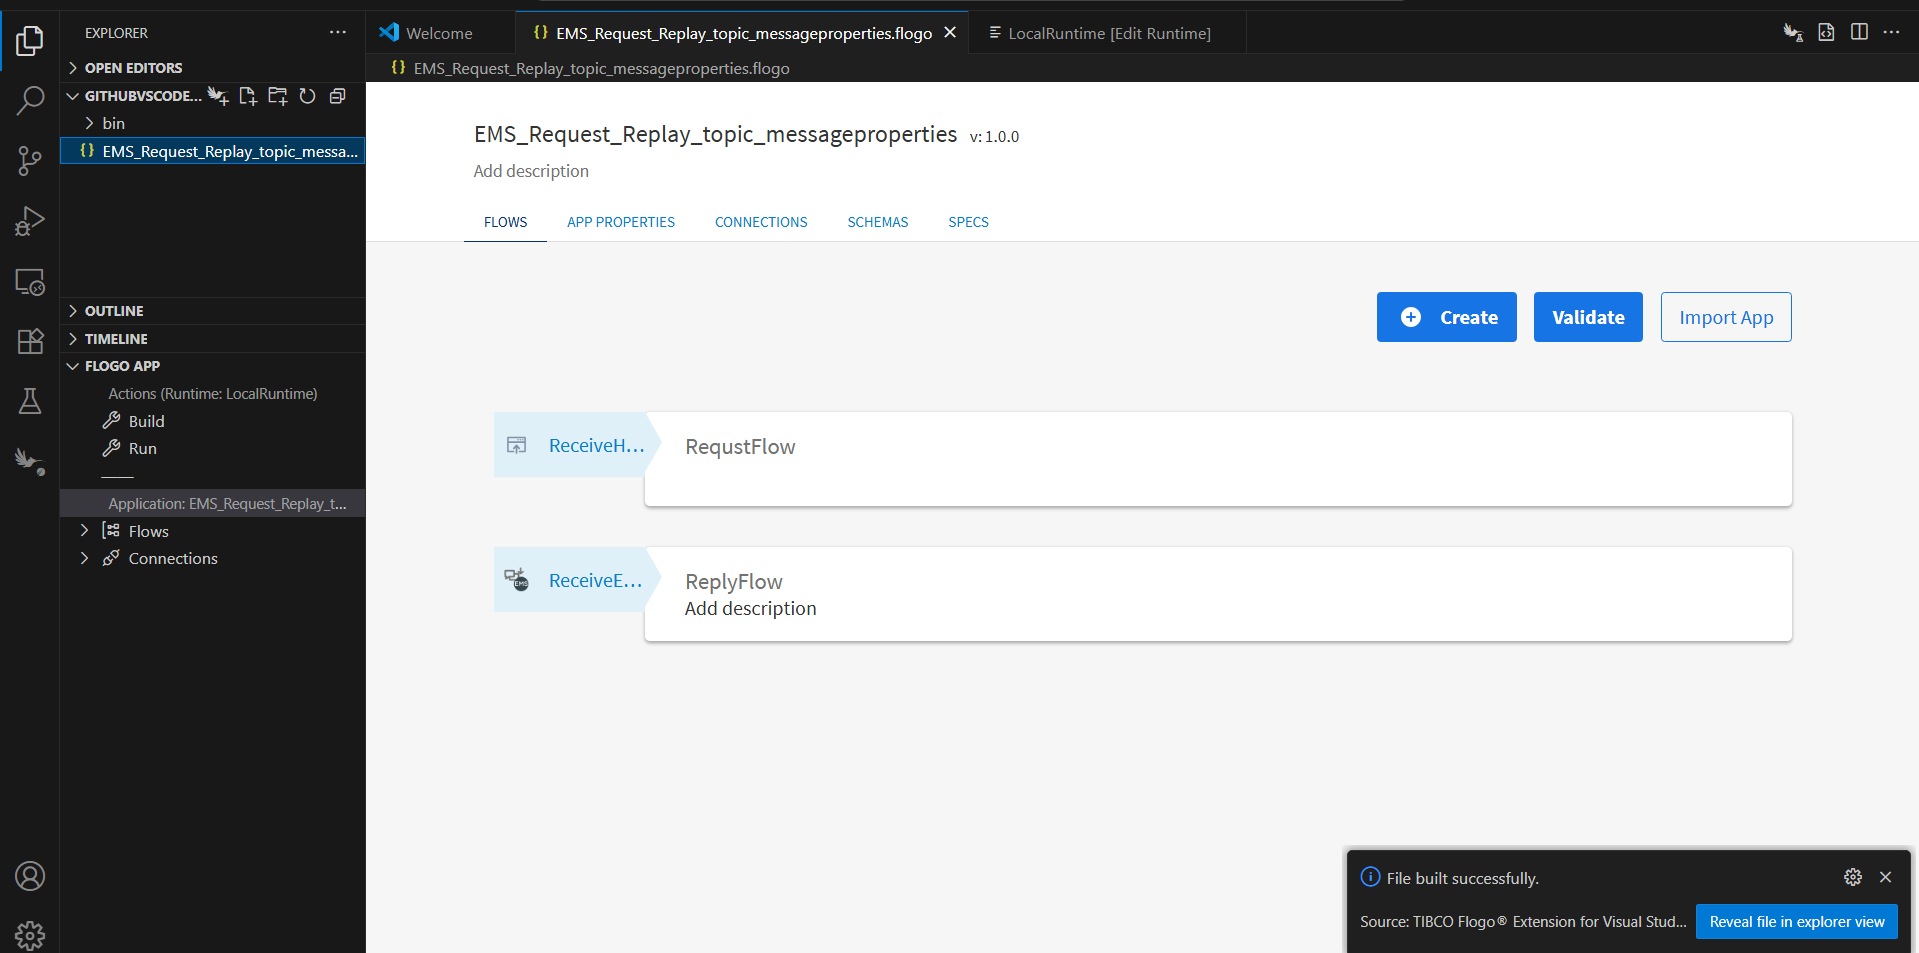 EXPLORER
OPEN EDITORS
GITHUBVSCODE...
bin
EMS_Request_Replay_topic_messa...
OUTLINE
TIMELINE
FLOGO APP
Actions (Runtime: LocalRuntime)
Build
Run
Application: EMS_Request_Replay_t...
Flows
Connections
Welcome
EMS_Request_Replay_topic_messageproperties.flogo
LocalRuntime [Edit Runtime]
EMS_Request_Replay_topic_messageproperties.flogo
EMS_Request_Replay_topic_messageproperties v: 1.0.0
Add description
FLOWS APP PROPERTIES CONNECTIONS SCHEMAS SPECS
Create Validate Import App
ReceiveH... RequstFlow
ReceiveE... ReplyFlow
EMS
Add description
File built successfully.
Source: TIBCO Flogo® Extension for Visual Stud... Reveal file in explorer view